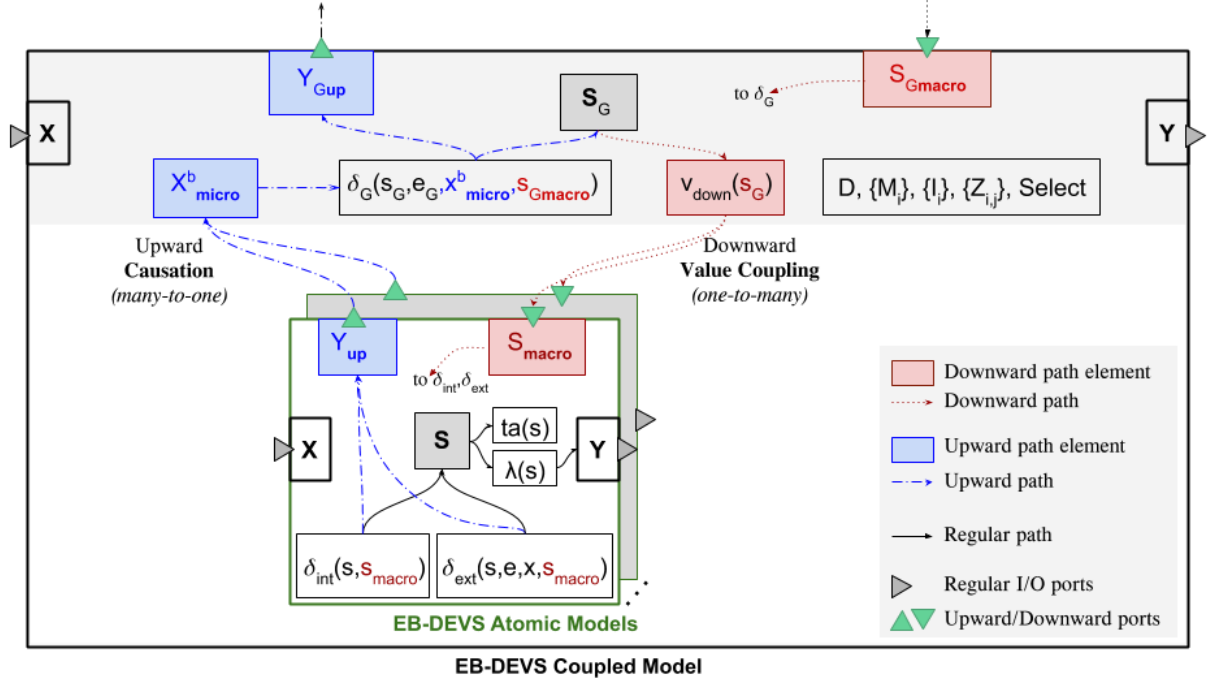 Y_Gup
S_Gmacro
S_G
to δ_G
X
Y
X^b_micro
δ_G(s_G,e_G,x^b_micro,s_Gmacro)
v_down(s_G)
D, {M_i}, {I_i}, {Z_i,j}, Select
Upward
Causation
(many-to-one)
Downward
Value Coupling
(one-to-many)
Y_up
S_macro
to δ_int,δ_ext
X
S
ta(s)
λ(s)
Y
δ_int(s,s_macro)
δ_ext(s,e,x,s_macro)
EB-DEVS Atomic Models
Downward path element
Downward path
Upward path element
Upward path
Regular path
Regular I/O ports
Upward/Downward ports
EB-DEVS Coupled Model